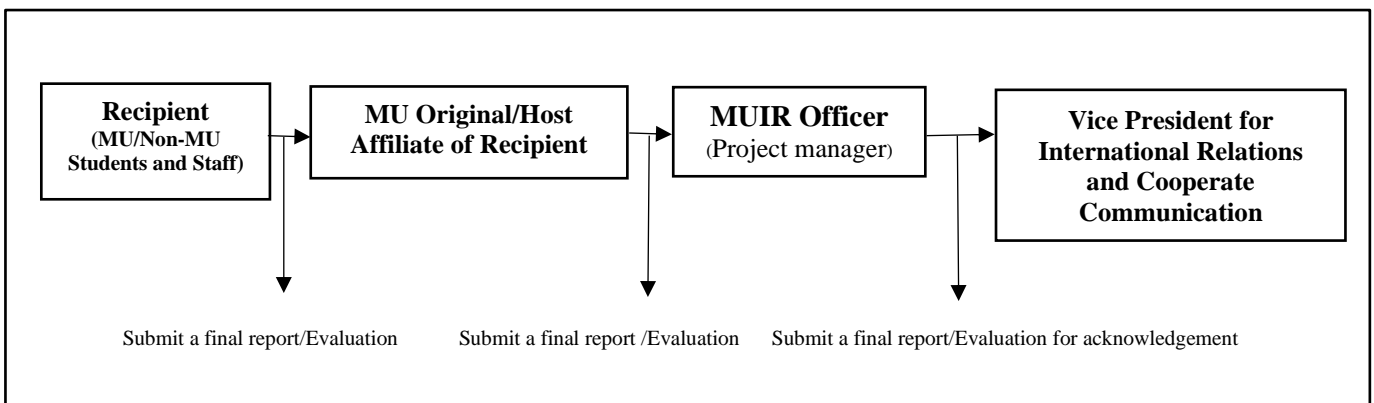 Recipient
(MU/Non-MU
Students and Staff)
MU Original/Host
Affiliate of Recipient
MUIR Officer
(Project manager)
Vice President for
International Relations
and Cooperate
Communication
Submit a final report/Evaluation
Submit a final report /Evaluation
Submit a final report/Evaluation for acknowledgement